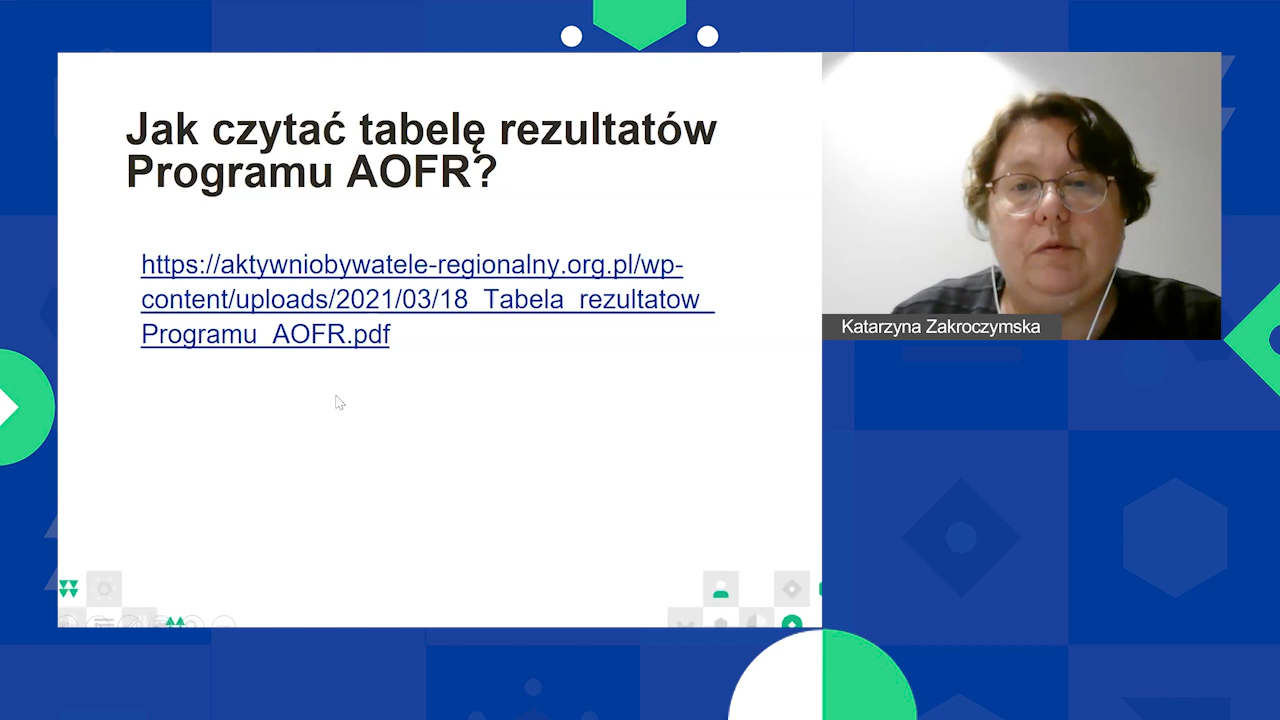 Jak czytać tabelę rezultatów
Programu AOFR?
https://aktywniobywatele-regionalny.org.pl/wp-
content/uploads/2021/03/18_Tabela_rezultatow_
Programu_AOFR.pdf
Katarzyna Zakroczymska